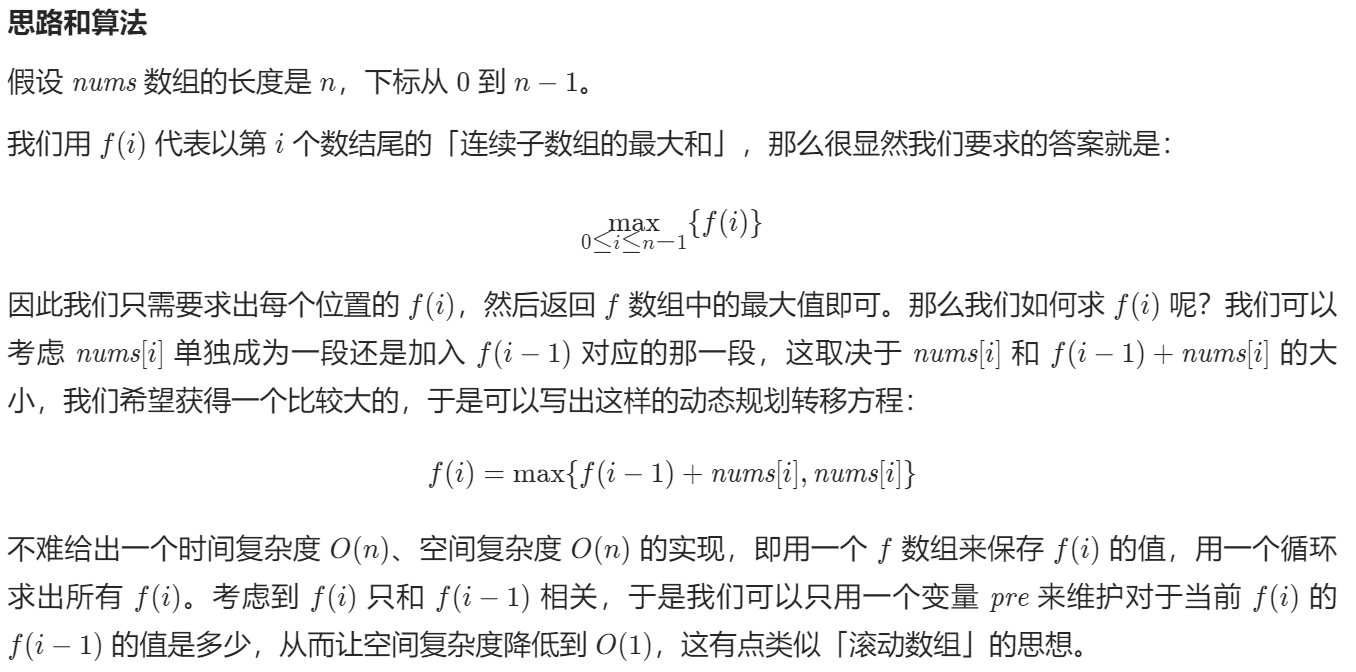 思路和算法
假设 nums 数组的长度是 n，下标从 0 到 n − 1。
我们用 f(i) 代表以第 i 个数结尾的「连续子数组的最大和」，那么很显然我们要求的答案就是：
max {f(i)}
0≤i≤n−1
因此我们只需要求出每个位置的 f(i)，然后返回 f 数组中的最大值即可。那么我们如何求 f(i) 呢？我们可以
考虑 nums[i] 单独成为一段还是加入 f(i − 1) 对应的那一段，这取决于 nums[i] 和 f(i − 1) + nums[i] 的大
小，我们希望获得一个比较大的，于是可以写出这样的动态规划转移方程：
f(i) = max{f(i − 1) + nums[i], nums[i]}
不难给出一个时间复杂度 O(n)、空间复杂度 O(n) 的实现，即用一个 f 数组来保存 f(i) 的值，用一个循环
求出所有 f(i)。考虑到 f(i) 只和 f(i − 1) 相关，于是我们可以只用一个变量 pre 来维护对于当前 f(i) 的
f(i − 1) 的值是多少，从而让空间复杂度降低到 O(1)，这有点类似「滚动数组」的思想。